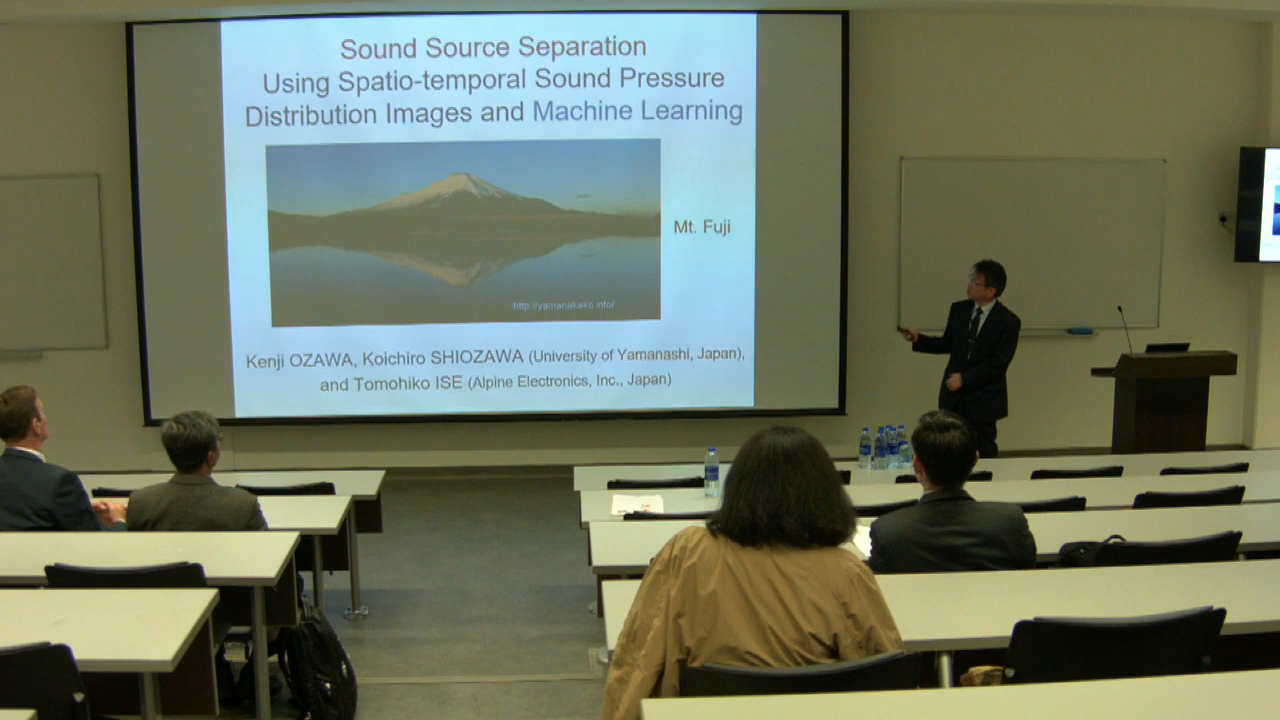 Sound Source Separation
Using Spatio-temporal Sound Pressure
Distribution Images and Machine Learning
Mt. Fuji
http://yamanakako.info/
Kenji OZAWA, Koichiro SHIOZAWA (University of Yamanashi, Japan),
and Tomohiko ISE (Alpine Electronics, Inc., Japan)